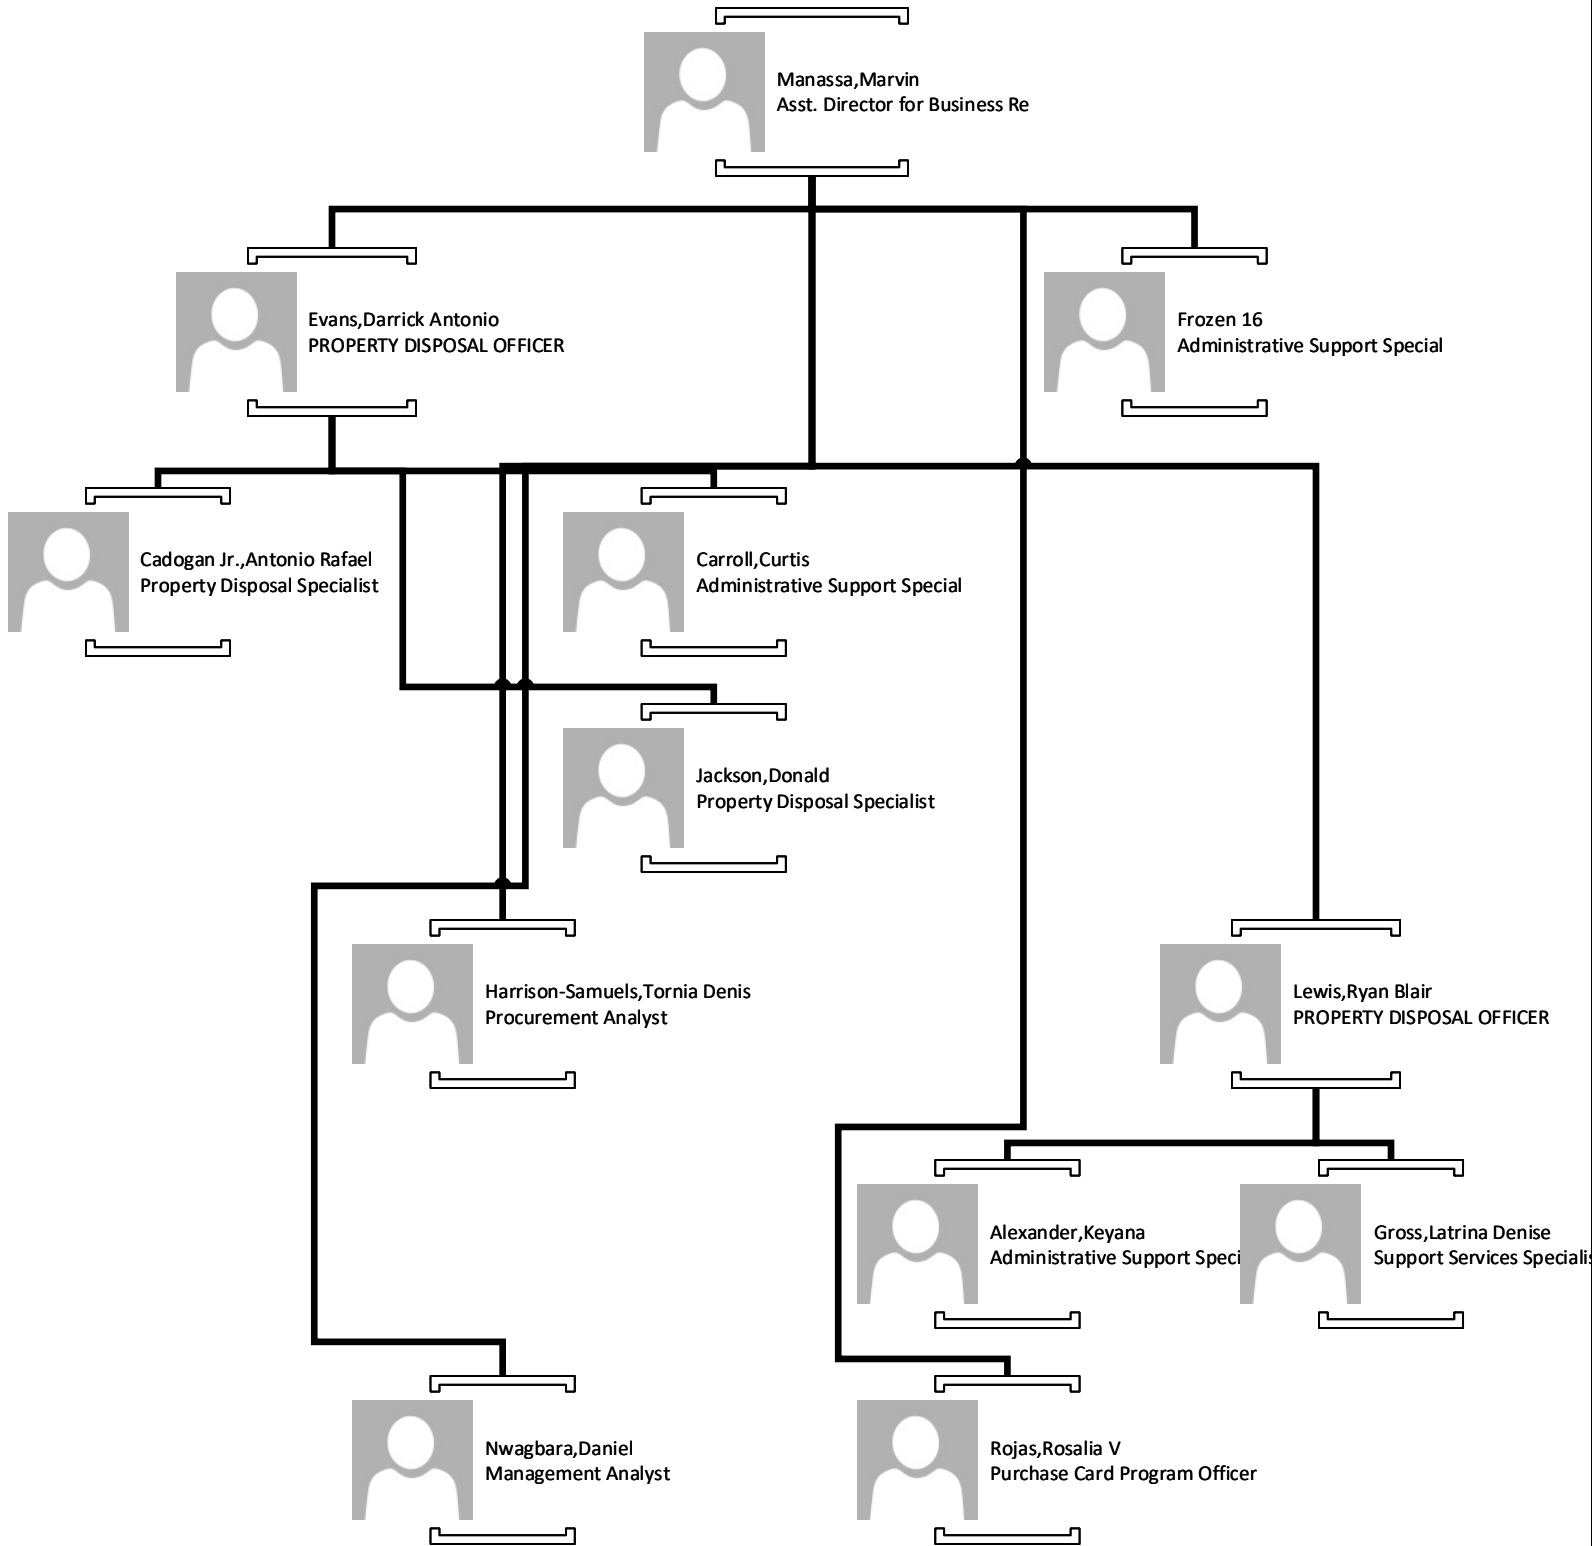 Manassa,Marvin
Asst. Director for Business Re
Evans,Darrick Antonio
PROPERTY DISPOSAL OFFICER
Frozen 16
Administrative Support Special
Cadogan Jr.,Antonio Rafael
Property Disposal Specialist
Carroll,Curtis
Administrative Support Special
Jackson,Donald
Property Disposal Specialist
Harrison-Samuels,Tornia Denis
Procurement Analyst
Lewis,Ryan Blair
PROPERTY DISPOSAL OFFICER
Alexander,Keyana
Administrative Support Speci
Gross,Latrina Denise
Support Services Specialis
Nwagbara,Daniel
Management Analyst
Rojas,Rosalia V
Purchase Card Program Officer